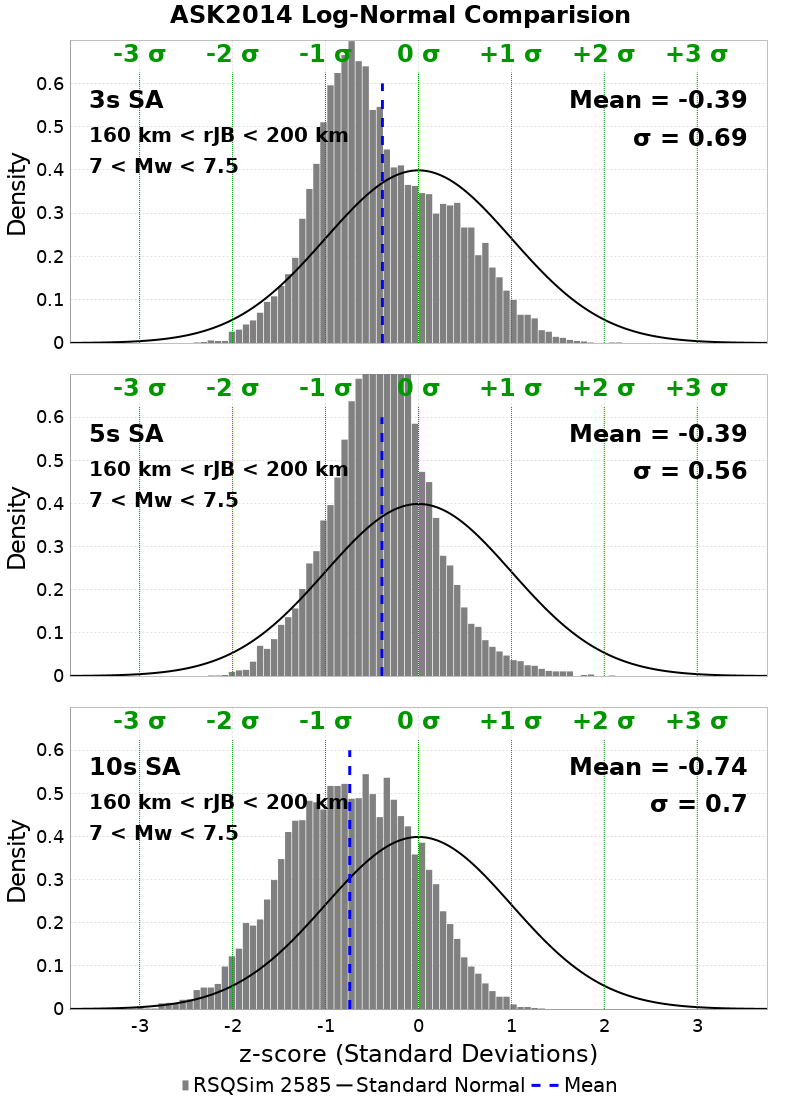 ASK2014 Log-Normal Comparision
-3 σ -2 σ -1 σ 0 σ +1 σ +2 σ +3 σ
3s SA
Mean = -0.39
160 km < rJB < 200 km
σ = 0.69
7 < Mw < 7.5
0.6
0.5
0.4
0.3
0.2
0.1
0
Density
-3 σ -2 σ -1 σ 0 σ +1 σ +2 σ +3 σ
5s SA
Mean = -0.39
160 km < rJB < 200 km
σ = 0.56
7 < Mw < 7.5
0.6
0.5
0.4
0.3
0.2
0.1
0
Density
-3 σ -2 σ -1 σ 0 σ +1 σ +2 σ +3 σ
10s SA
Mean = -0.74
160 km < rJB < 200 km
σ = 0.7
7 < Mw < 7.5
0.6
0.5
0.4
0.3
0.2
0.1
0
Density
-3 -2 -1 0 1 2 3
z-score (Standard Deviations)
RSQSim 2585 Standard Normal Mean